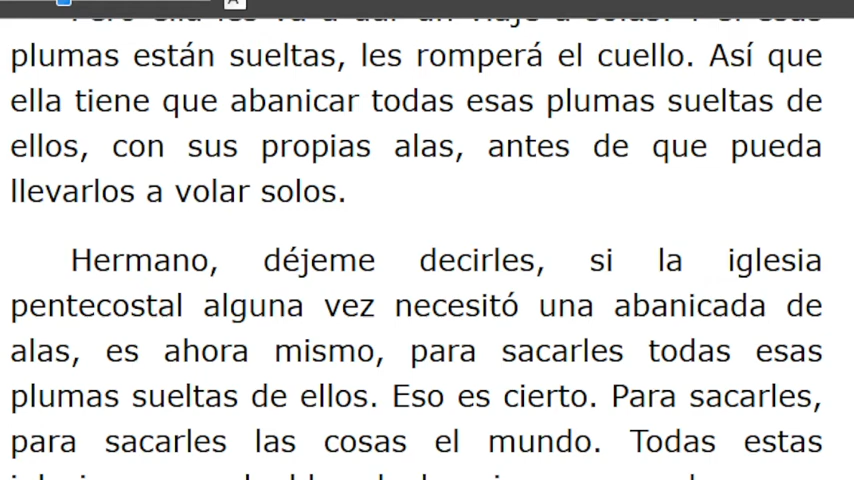 plumas están sueltas, les romperá el cuello. Así que
ella tiene que abanicar todas esas plumas sueltas de
ellos, con sus propias alas, antes de que pueda
llevarlos a volar solos.
Hermano, déjeme decirles, si la iglesia
pentecostal alguna vez necesitó una abanicada de
alas, es ahora mismo, para sacarles todas esas
plumas sueltas de ellos. Eso es cierto. Para sacarles,
para sacarles las cosas el mundo. Todas estas